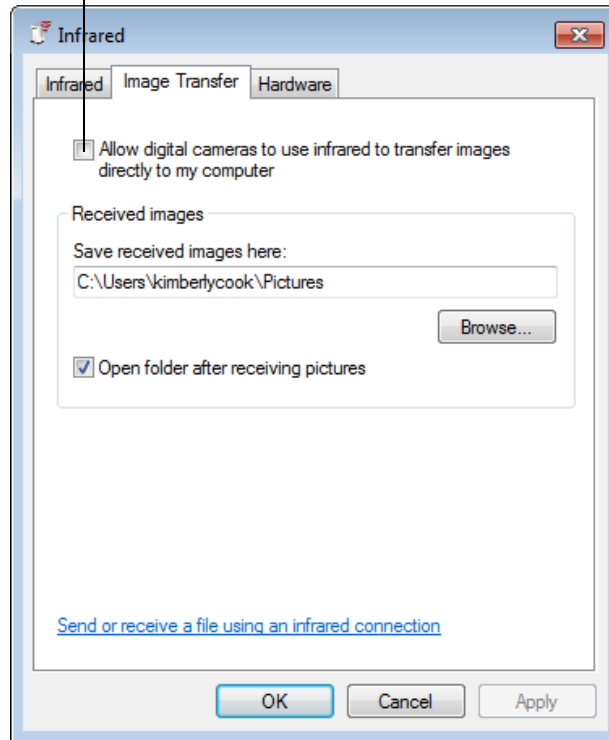 Infrared
Infrared Image Transfer Hardware
Allow digital cameras to use infrared to transfer images
directly to my computer
Received images
Save received images here:
C:\Users\kimberlycook\Pictures
Browse...
Open folder after receiving pictures
Send or receive a file using an infrared connection
OK Cancel Apply